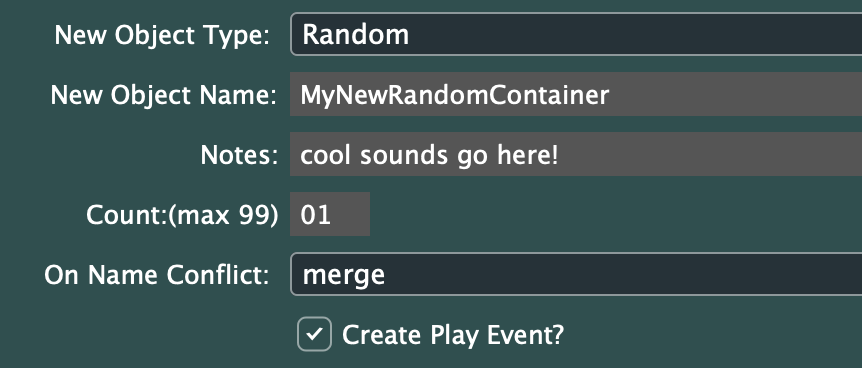 New Object Type: Random
New Object Name: MyNewRandomContainer
Notes: cool sounds go here!
Count:(max 99) 01
On Name Conflict: merge
Create Play Event?